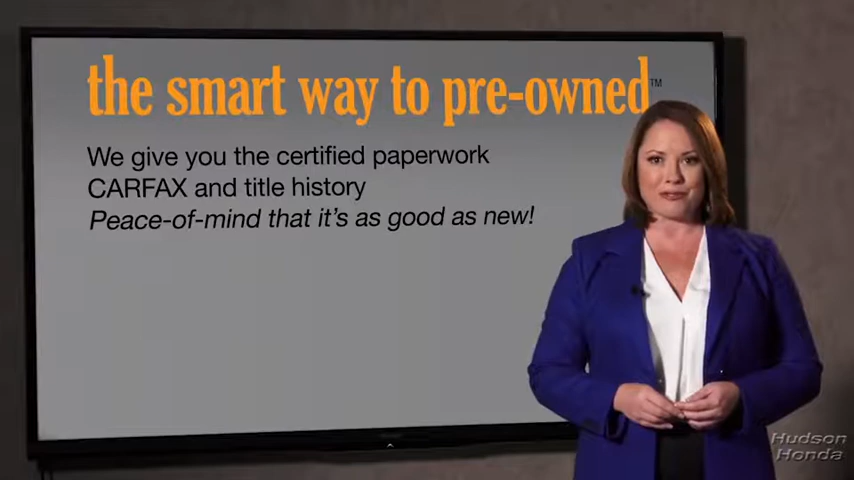 the smart way to pre-owned™
We give you the certified paperwork
CARFAX and title history
Peace-of-mind that it's as good as new!
Hudson
Honda